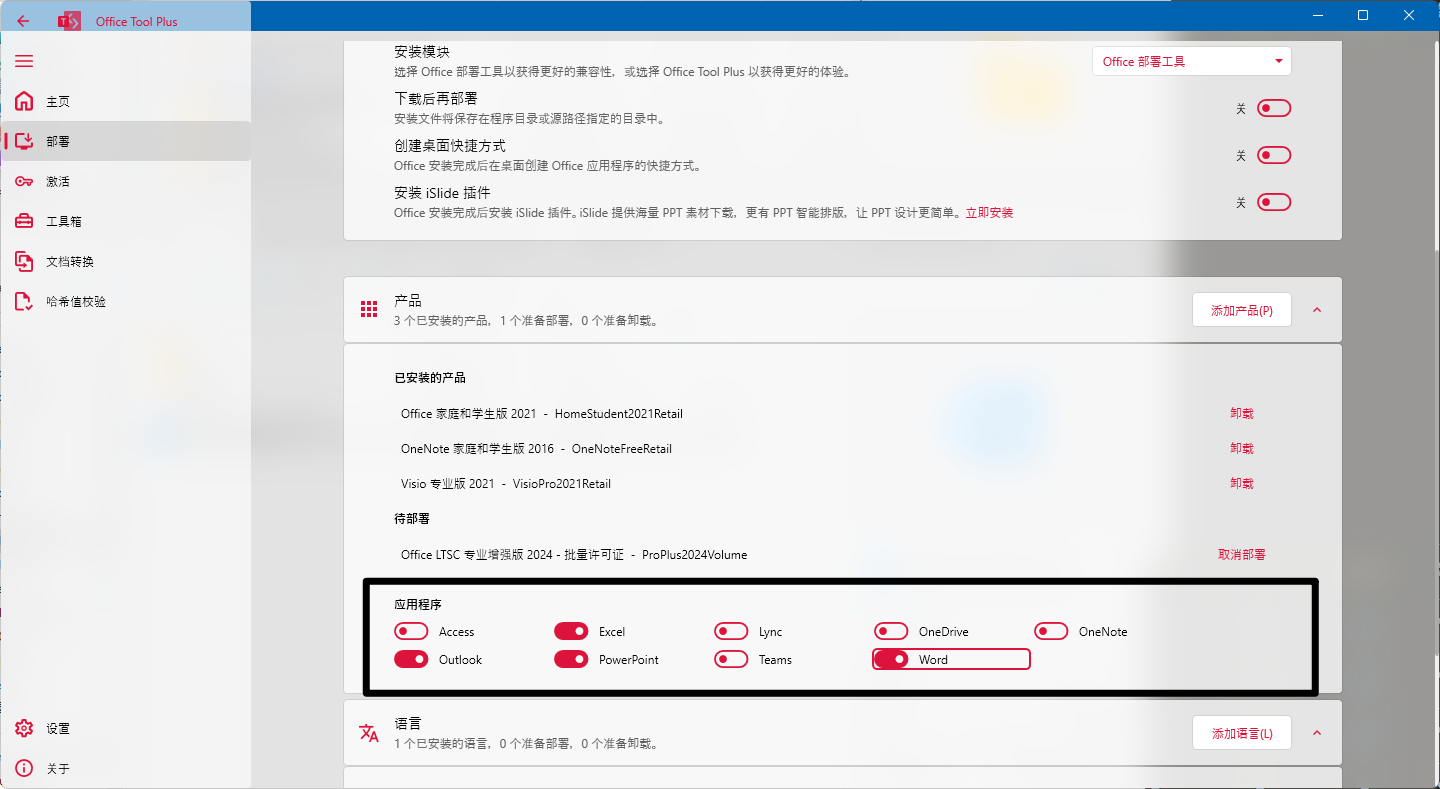 Office Tool Plus
主页
部署
激活
工具箱
文档转换
哈希值校验
设置
关于
安装模块
选择 Office 部署工具以获得更好的兼容性，或选择 Office Tool Plus 以获得更好的体验。
Office 部署工具
下载后再部署
安装文件将保存在程序目录或源路径指定的目录中。
关
创建桌面快捷方式
Office 安装完成后在桌面创建 Office 应用程序的快捷方式。
关
安装 iSlide 插件
Office 安装完成后安装 iSlide 插件。iSlide 提供海量 PPT 素材下载，更有 PPT 智能排版，让 PPT 设计更简单。立即安装
关
产品
3 个已安装的产品，1 个准备部署，0 个准备卸载。
添加产品(P)
已安装的产品
Office 家庭和学生版 2021 - HomeStudent2021Retail 卸载
OneNote 家庭和学生版 2016 - OneNoteFreeRetail 卸载
Visio 专业版 2021 - VisioPro2021Retail 卸载
待部署
Office LTSC 专业增强版 2024 - 批量许可证 - ProPlus2024Volume 取消部署
应用程序
Access Excel Lync OneDrive OneNote
Outlook PowerPoint Teams Word
语言
1 个已安装的语言，0 个准备部署，0 个准备卸载。
添加语言(L)